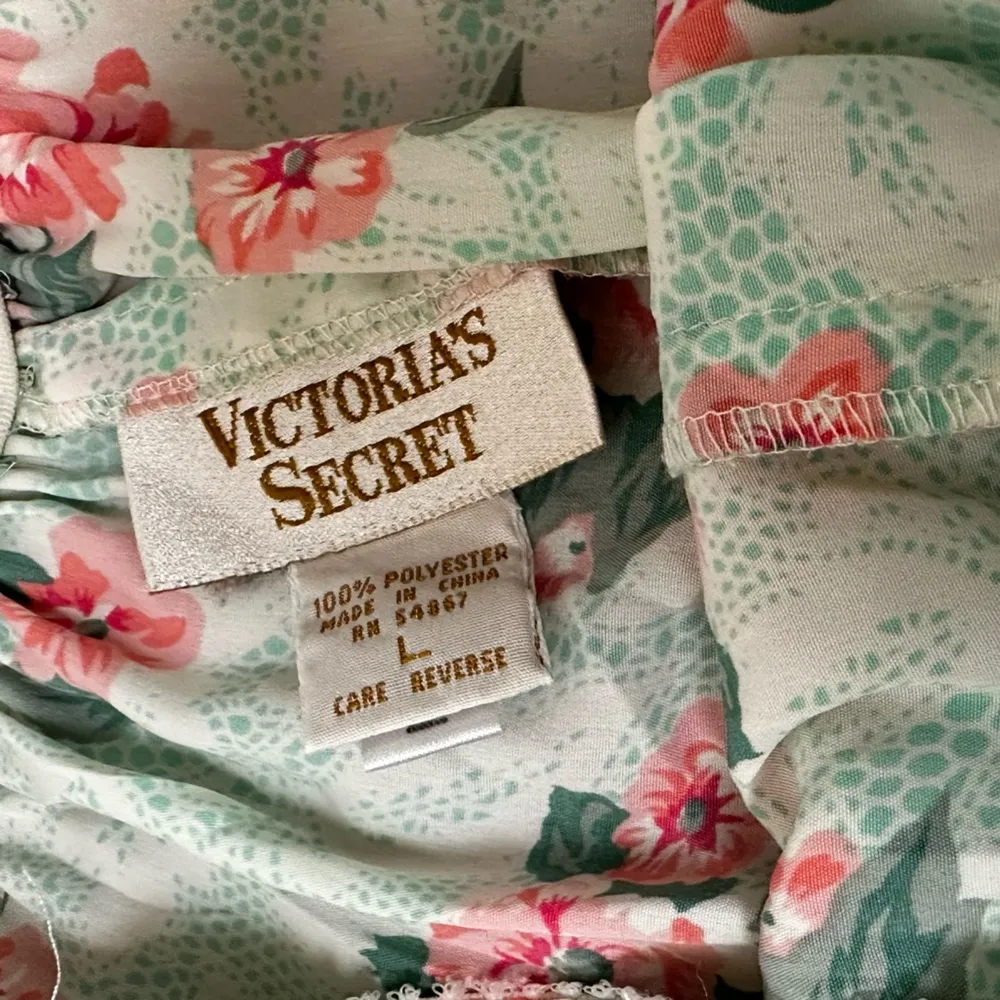 VICTORIA'S
SECRET
100% POLYESTER
MADE IN CHINA
RN 54867
L
CARE REVERSE